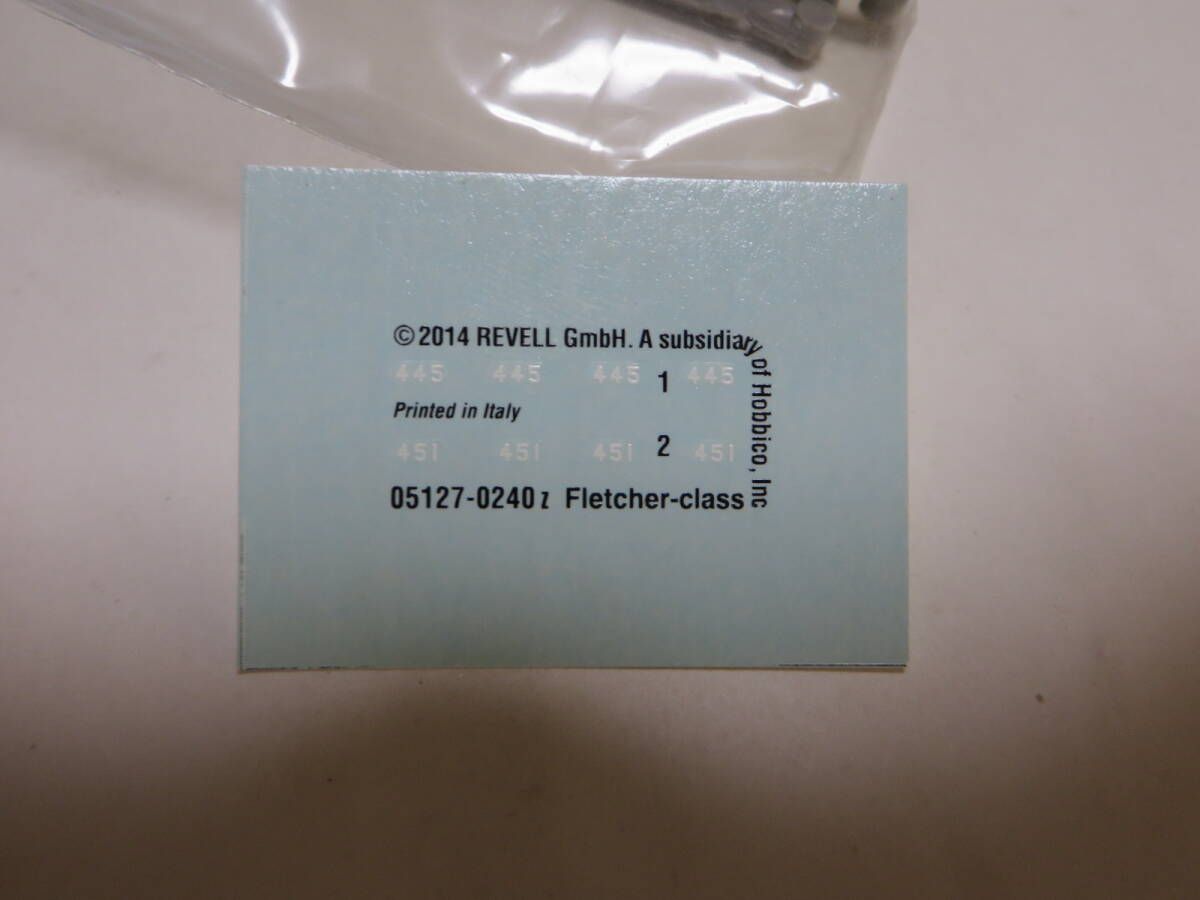 © 2014 REVELL GmbH. A subsidiary of Hobbico, Inc
445 445 445 1 445
Printed in Italy
451 451 451 2 451
05127-0240 z Fletcher-class